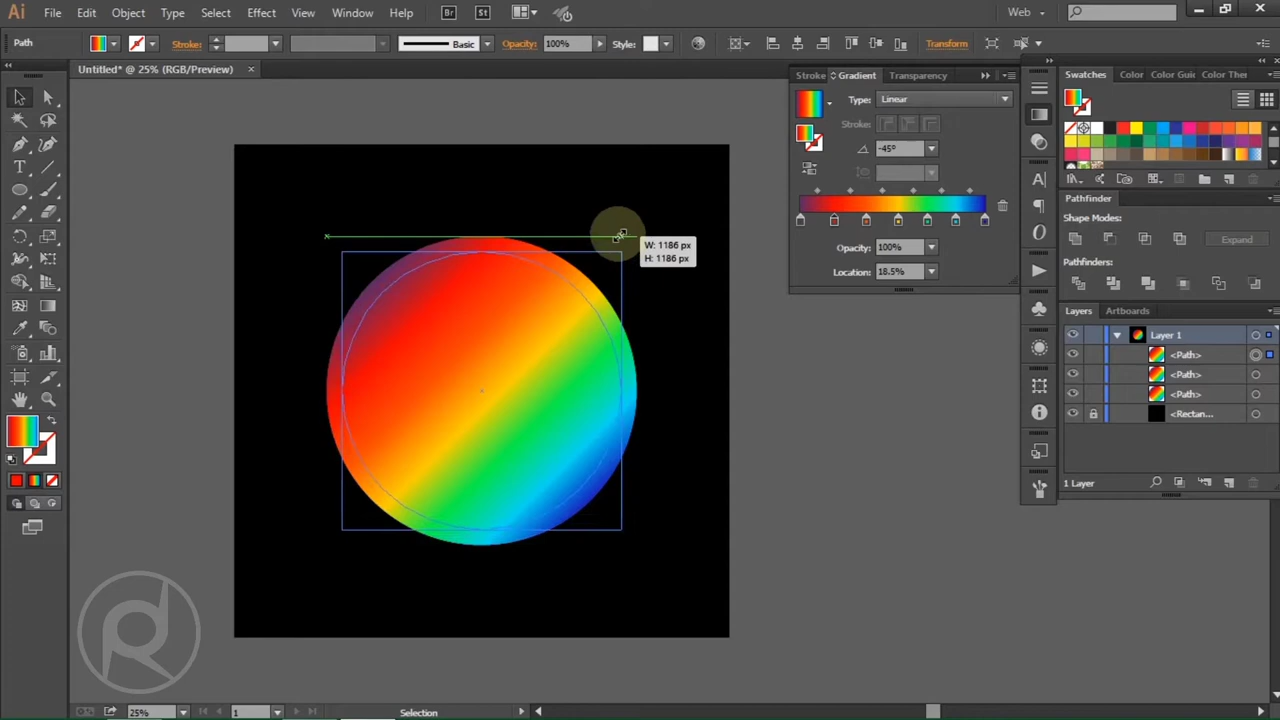 Ai File Edit Object Type Select Effect View Window Help Br St Web
Path Stroke: Basic Opacity: 100% Style: Transform
Untitled* @ 25% (RGB/Preview) ×
Stroke Gradient Transparency
Type: Linear
Stroke:
-45°
Opacity: 100%
Location: 18.5%
W: 1186 px
H: 1186 px
Swatches Color Color Gui Color Ther
Pathfinder
Shape Modes:
Expand
Pathfinders:
Layers Artboards
Layer 1
<Path>
<Path>
<Path>
<Rectan...
1 Layer
25% 1 Selection